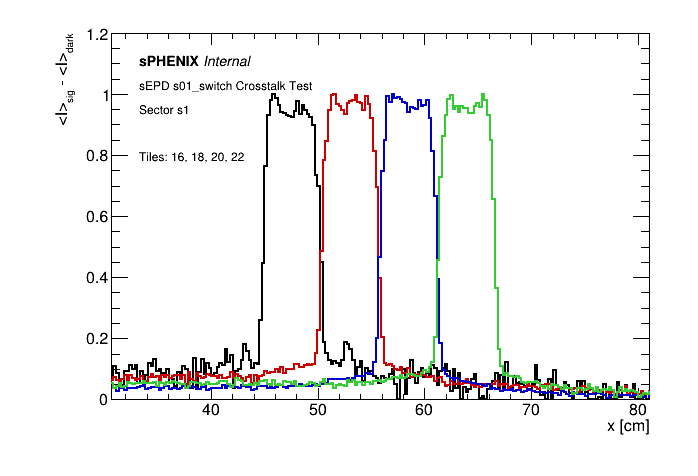 1.2
<I>sig - <I>dark
sPHENIX Internal
sEPD s01_switch Crosstalk Test
1
Sector s1
0.8
Tiles: 16, 18, 20, 22
0.6
0.4
0.2
0
40 50 60 70 80
x [cm]